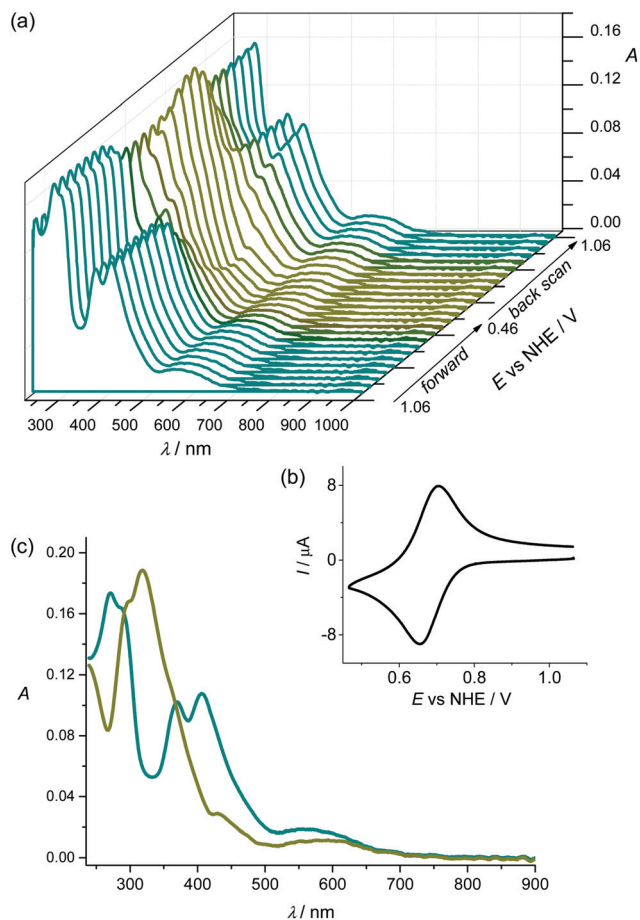 (a)
0.16
A
0.12
0.08
0.04
0.00
1.06
back scan
0.46
E vs NHE / V
forward
1.06
300 400 500 600 700 800 900 1000
λ / nm
(b)
8
I / μA
0
-8
0.6 0.8 1.0
E vs NHE / V
(c)
0.20
0.16
0.12
A
0.08
0.04
0.00
300 400 500 600 700 800 900
λ / nm